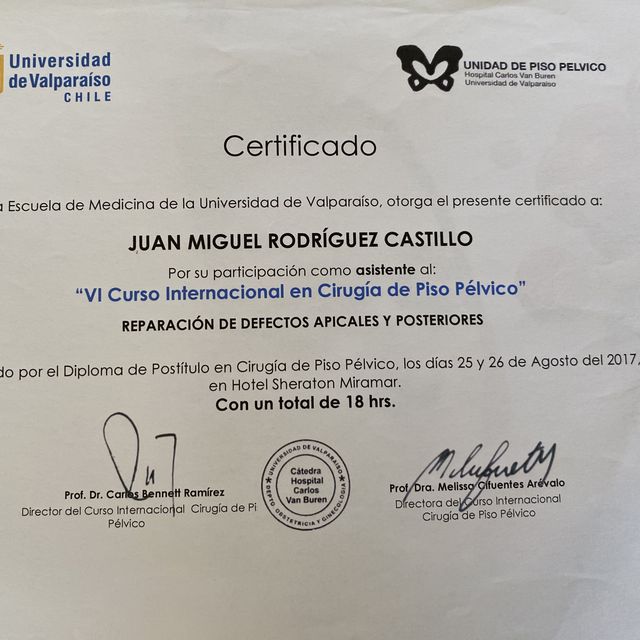 Universidad
de Valparaíso
CHILE
UNIDAD DE PISO PELVICO
Hospital Carlos Van Buren
Universidad de Valparaíso
Certificado
a Escuela de Medicina de la Universidad de Valparaíso, otorga el presente certificado a:
JUAN MIGUEL RODRÍGUEZ CASTILLO
Por su participación como asistente al:
“VI Curso Internacional en Cirugía de Piso Pélvico”
REPARACIÓN DE DEFECTOS APICALES Y POSTERIORES
do por el Diploma de Postítulo en Cirugía de Piso Pélvico, los días 25 y 26 de Agosto del 2017,
en Hotel Sheraton Miramar.
Con un total de 18 hrs.
Prof. Dr. Carlos Bennett Ramírez
Director del Curso Internacional Cirugía de Pi
Pélvico
UNIVERSIDAD DE VALPARAISO
Cátedra
Hospital
Carlos
Van Buren
DEPTO OBSTETRICIA Y GINECOLOGIA
Prof. Dra. Melissa Cifuentes Arévalo
Directora del Curso Internacional
Cirugía de Piso Pélvico